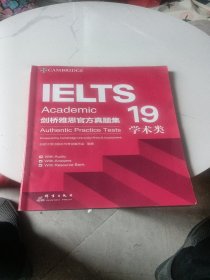 CAMBRIDGE
IELTS
Academic
19
剑桥雅思官方真题集
学术类
Authentic Practice Tests
With Audio
With Answers
With Resource Bank